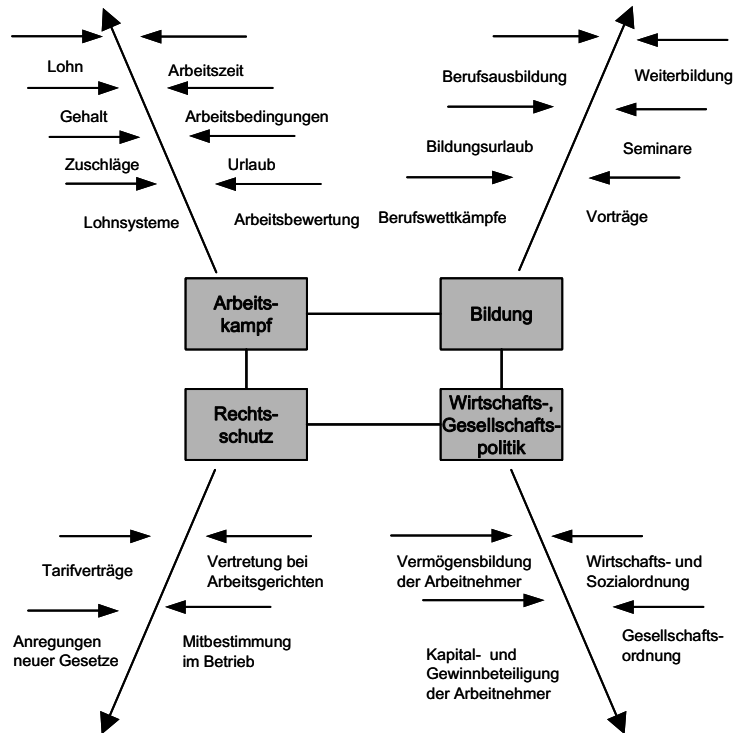 Lohn
Arbeitszeit
Gehalt
Arbeitsbedingungen
Zuschläge
Urlaub
Lohnsysteme
Arbeitsbewertung
Berufsausbildung
Weiterbildung
Bildungsurlaub
Seminare
Berufswettkämpfe
Vorträge
Arbeits-
kampf
Bildung
Rechts-
schutz
Wirtschafts-,
Gesellschafts-
politik
Tarifverträge
Vertretung bei
Arbeitsgerichten
Anregungen
neuer Gesetze
Mitbestimmung
im Betrieb
Vermögensbildung
der Arbeitnehmer
Wirtschafts- und
Sozialordnung
Kapital- und
Gewinnbeteiligung
der Arbeitnehmer
Gesellschafts-
ordnung